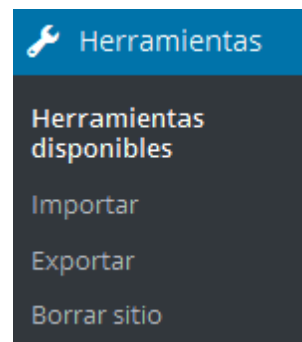 Herramientas
Herramientas
disponibles
Importar
Exportar
Borrar sitio